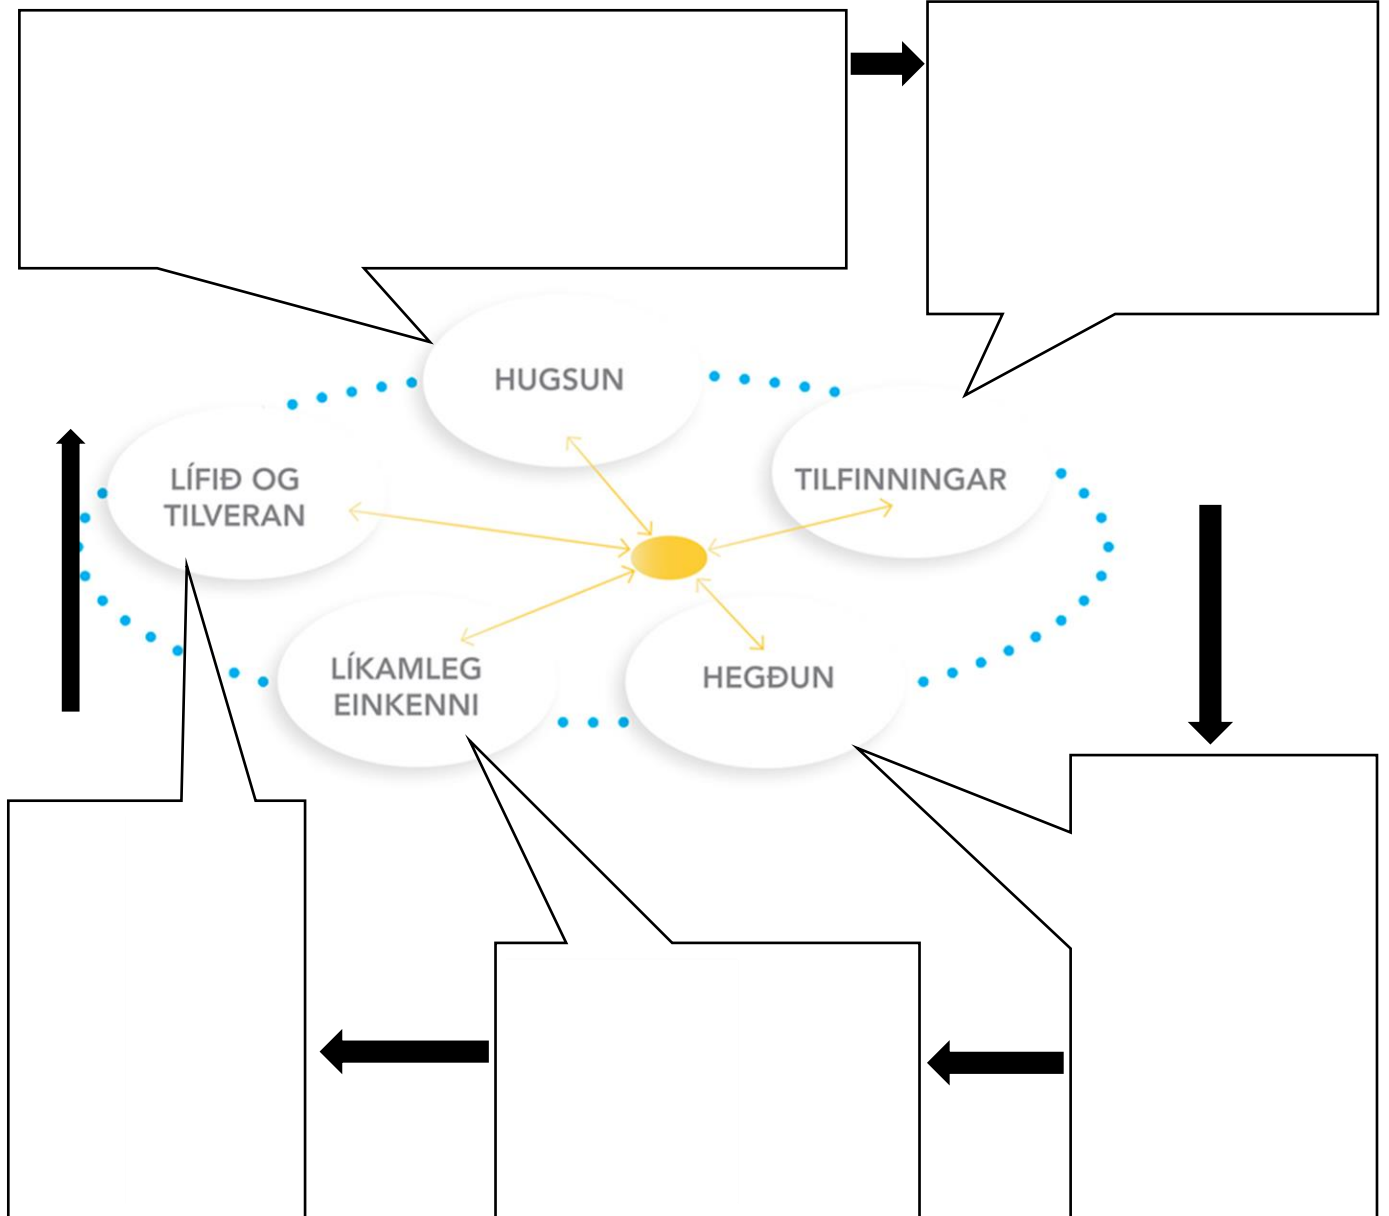 HUGSUN
LÍFIÐ OG
TILVERAN
TILFINNINGAR
LÍKAMLEG
EINKENNI
HEGÐUN